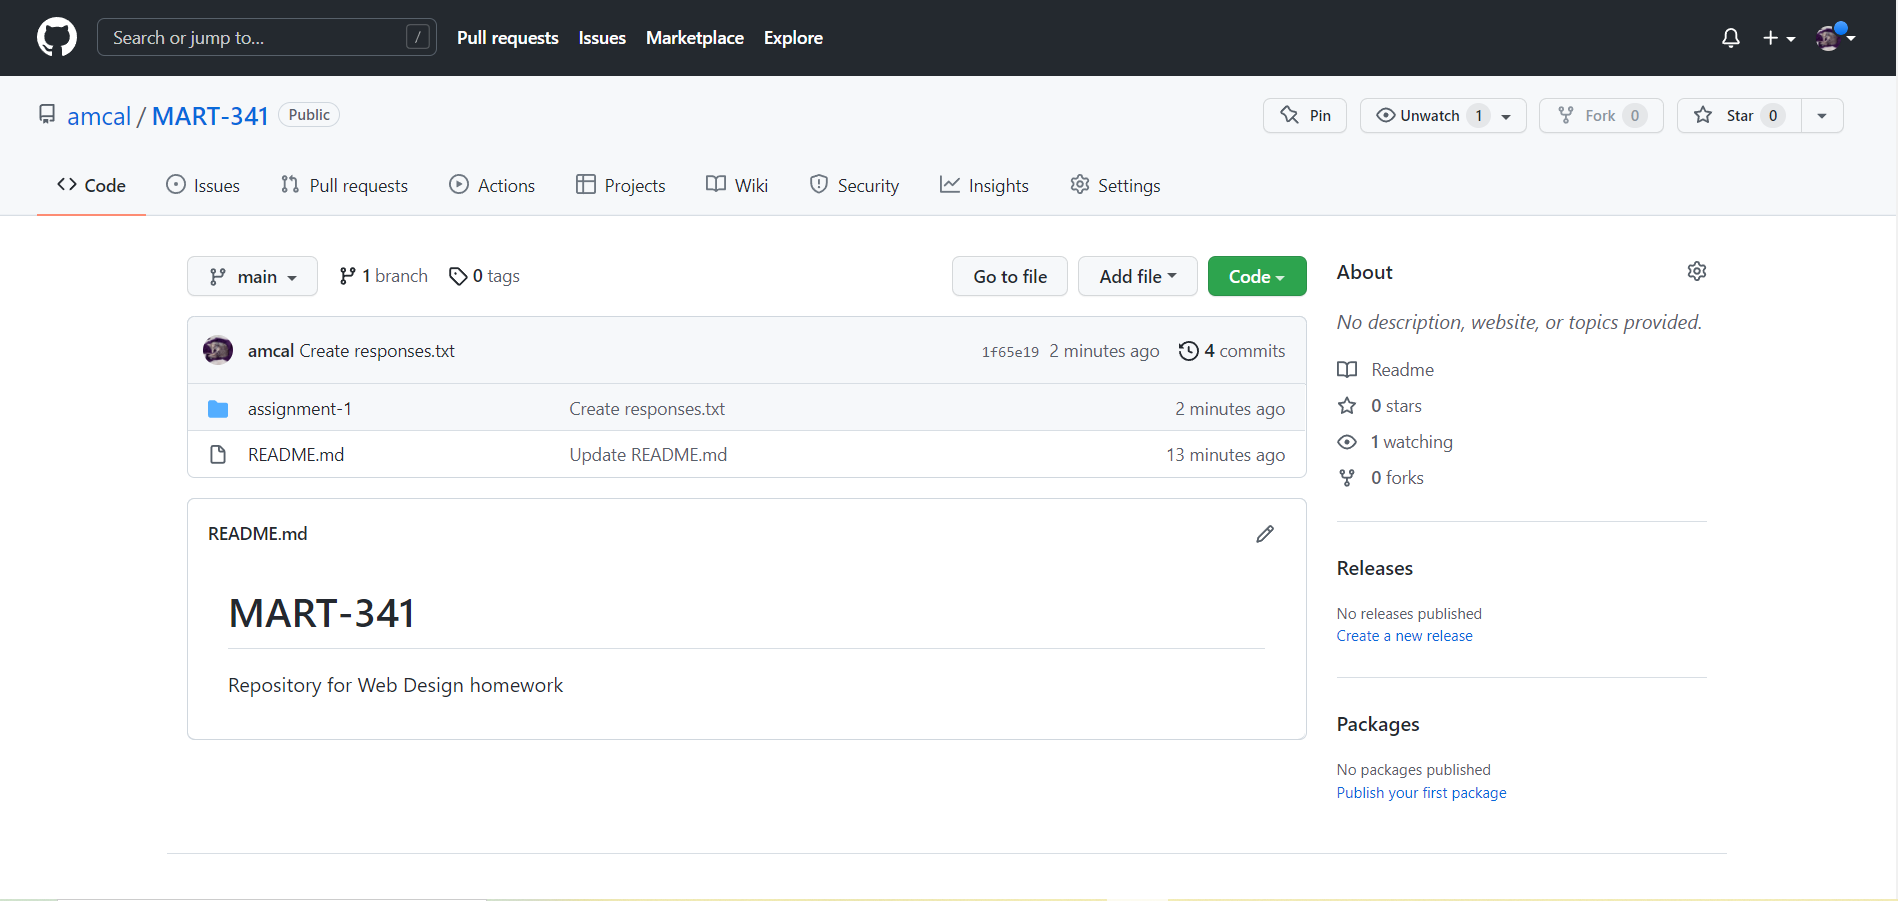 Search or jump to... / Pull requests Issues Marketplace Explore
amcal / MART-341 Public Pin Unwatch 1 Fork 0 Star 0
Code Issues Pull requests Actions Projects Wiki Security Insights Settings
main 1 branch 0 tags Go to file Add file Code
amcal Create responses.txt 1f65e19 2 minutes ago 4 commits
assignment-1 Create responses.txt 2 minutes ago
README.md Update README.md 13 minutes ago
README.md
MART-341
Repository for Web Design homework
About
No description, website, or topics provided.
Readme
0 stars
1 watching
0 forks
Releases
No releases published
Create a new release
Packages
No packages published
Publish your first package